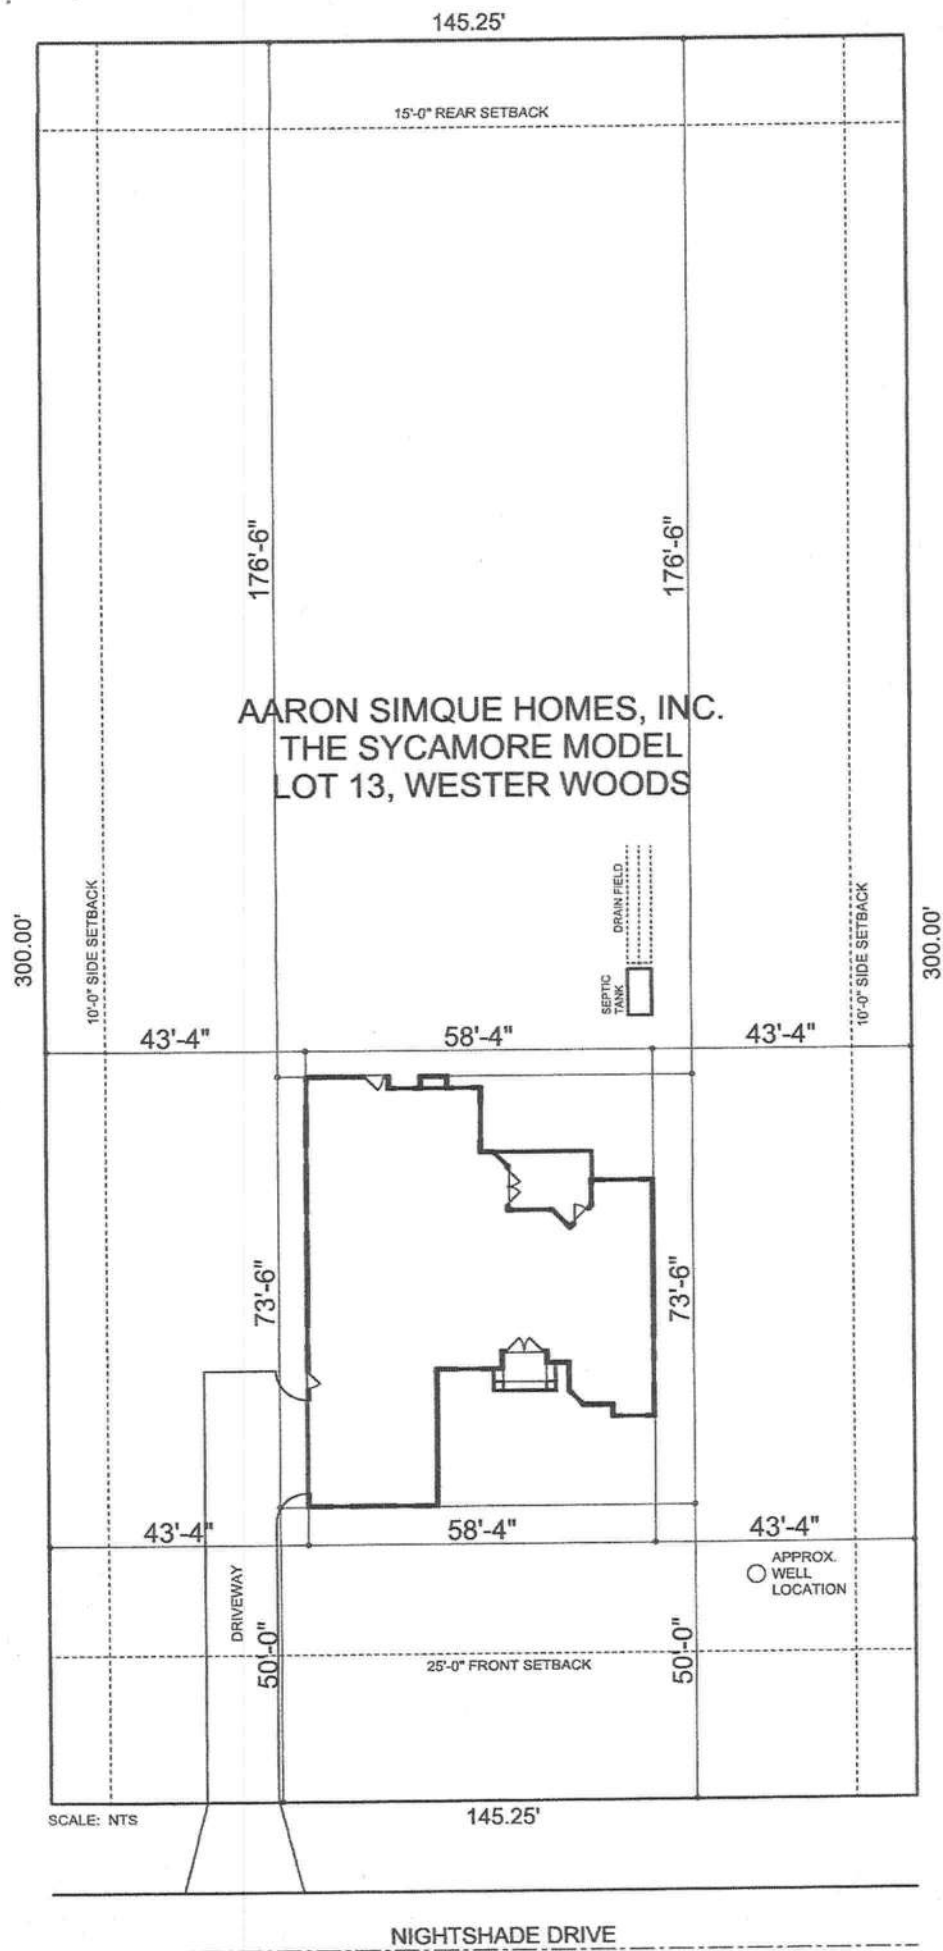 145.25'
15'-0" REAR SETBACK
176'-6"
176'-6"
AARON SIMQUE HOMES, INC.
THE SYCAMORE MODEL
LOT 13, WESTER WOODS
300.00'
10'-0" SIDE SETBACK
DRAIN FIELD
SEPTIC
TANK
10'-0" SIDE SETBACK
300.00'
43'-4"
58'-4"
43'-4"
73'-6"
73'-6"
43'-4"
58'-4"
43'-4"
APPROX.
WELL
LOCATION
DRIVEWAY
50'-0"
50'-0"
25'-0" FRONT SETBACK
SCALE: NTS
145.25'
NIGHTSHADE DRIVE